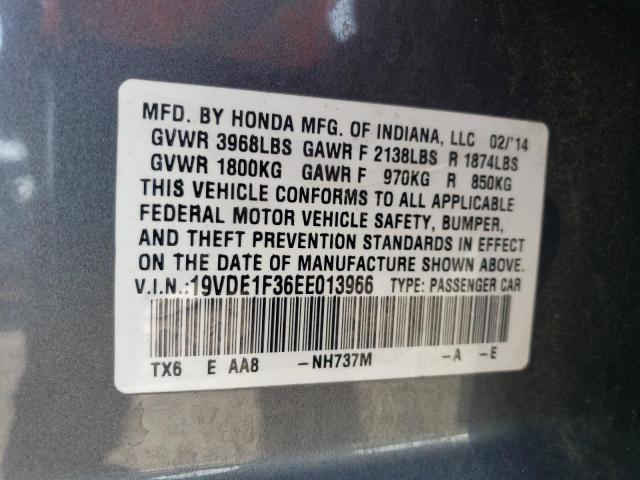 MFD. BY HONDA MFG. OF INDIANA, LLC 02/'14
GVWR 3968LBS GAWR F 2138LBS R 1874LBS
GVWR 1800KG GAWR F 970KG R 850KG
THIS VEHICLE CONFORMS TO ALL APPLICABLE
FEDERAL MOTOR VEHICLE SAFETY, BUMPER,
AND THEFT PREVENTION STANDARDS IN EFFECT
ON THE DATE OF MANUFACTURE SHOWN ABOVE.
V.I.N.:19VDE1F36EE013966 TYPE: PASSENGER CAR
TX6 E AA8 -NH737M -A -E